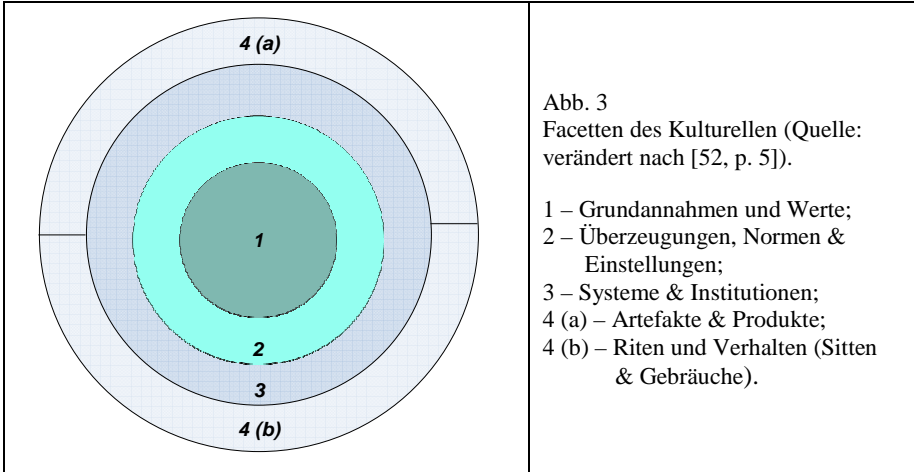 4 (a)
1
2
3
4 (b)
Abb. 3
Facetten des Kulturellen (Quelle:
verändert nach [52, p. 5]).
1 – Grundannahmen und Werte;
2 – Überzeugungen, Normen &
Einstellungen;
3 – Systeme & Institutionen;
4 (a) – Artefakte & Produkte;
4 (b) – Riten und Verhalten (Sitten
& Gebräuche).